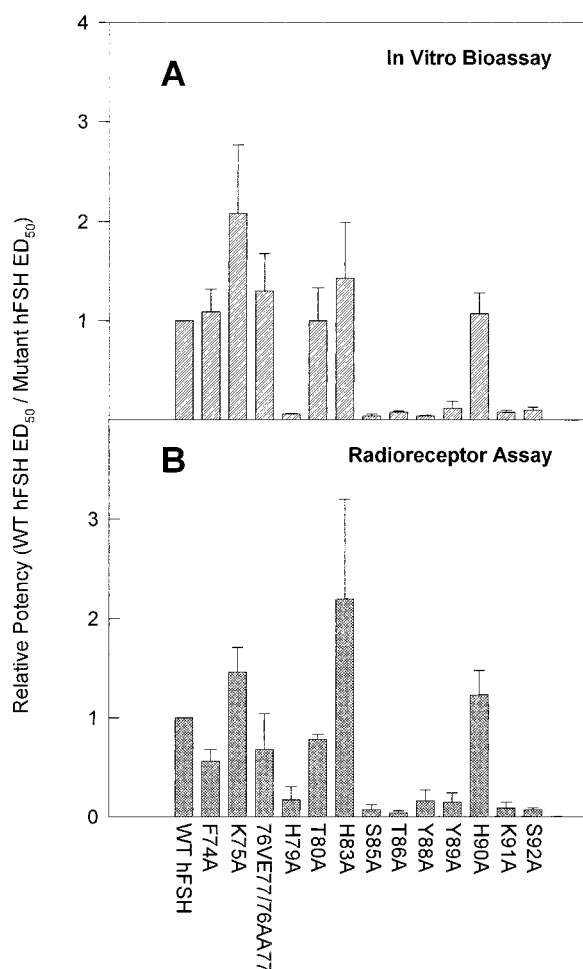 Relative Potency (WT hFSH ED50 / Mutant hFSH ED50)
4
A
In Vitro Bioassay
3
2
1
B
Radioreceptor Assay
3
2
1
0
WT hFSH
F74A
K75A
76VE77/76AA77
H79A
T80A
H83A
S85A
T86A
Y88A
Y89A
H90A
K91A
S92A